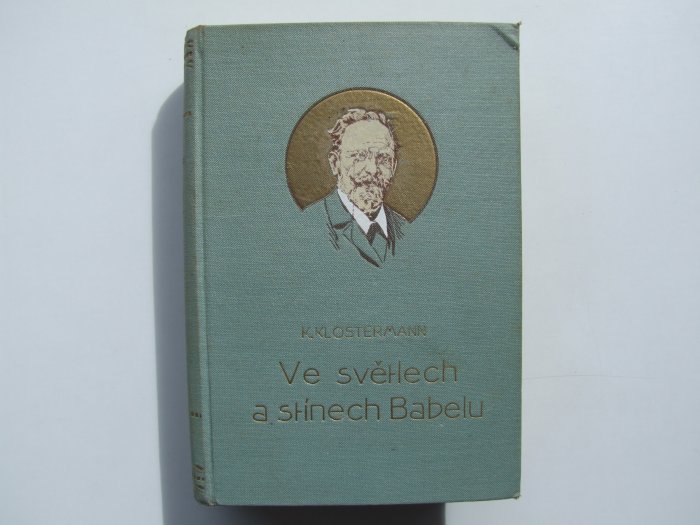 K. KLOSTERMANN
Ve světlech
a stínech Babelu